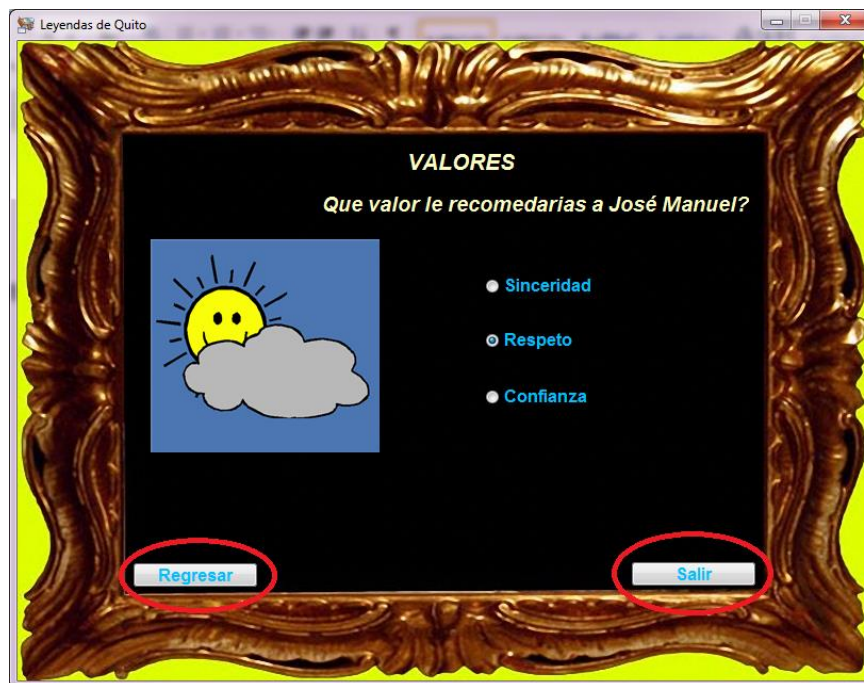 Leyendas de Quito
VALORES
Que valor le recomedarias a José Manuel?
Sinceridad
Respeto
Confianza
Regresar
Salir